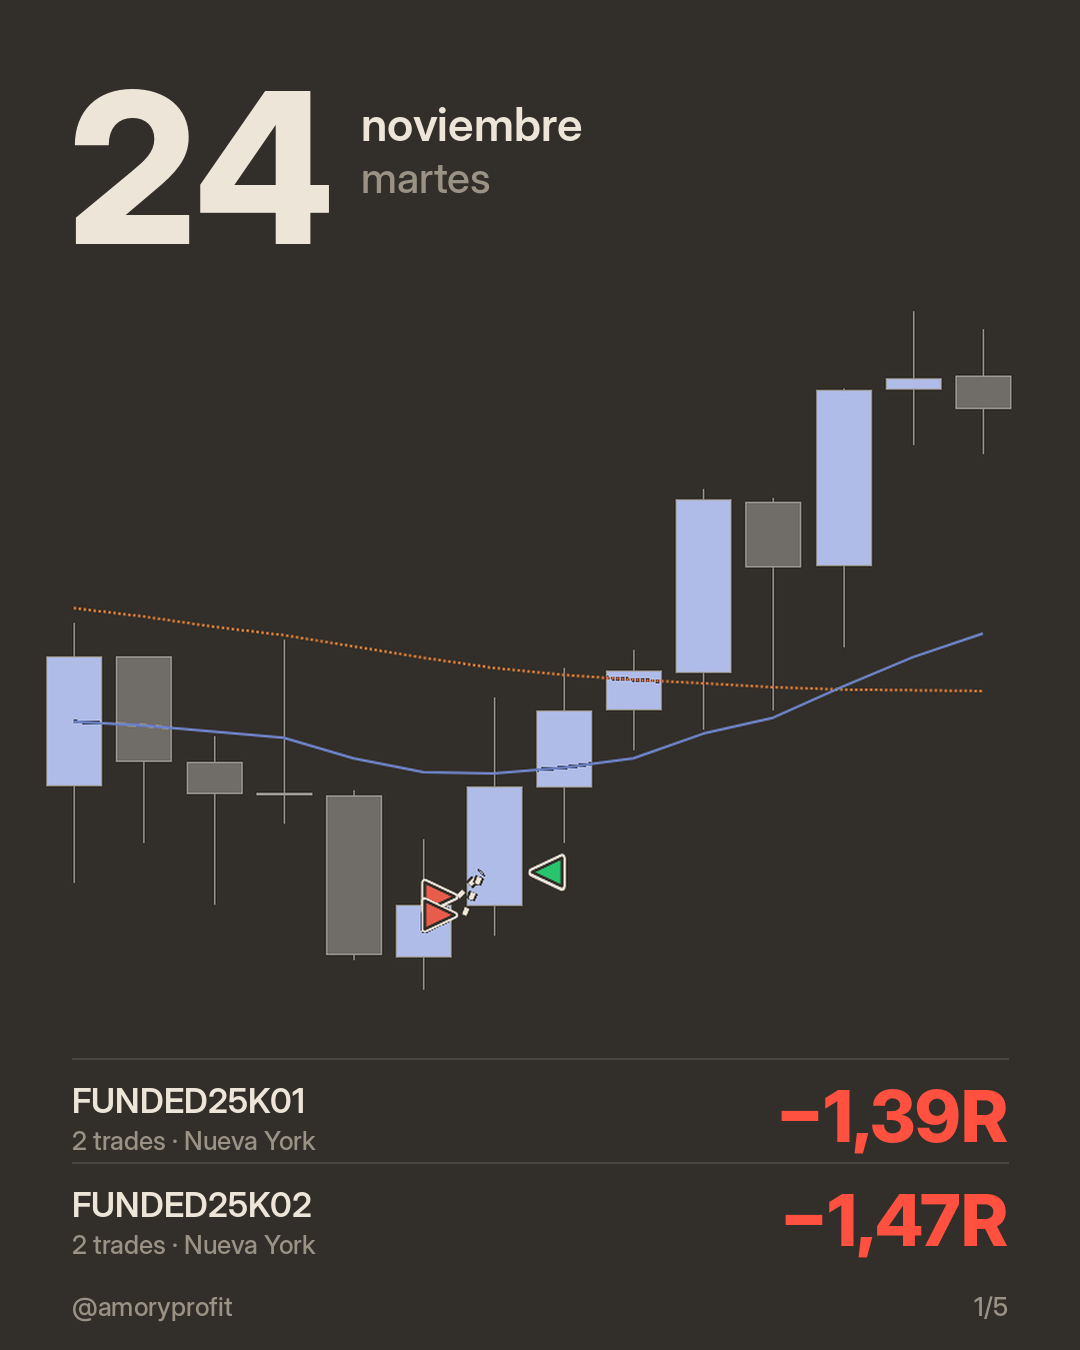 24
noviembre
martes
FUNDED25K01
2 trades · Nueva York
−1,39R
FUNDED25K02
2 trades · Nueva York
−1,47R
@amoryprofit
1/5